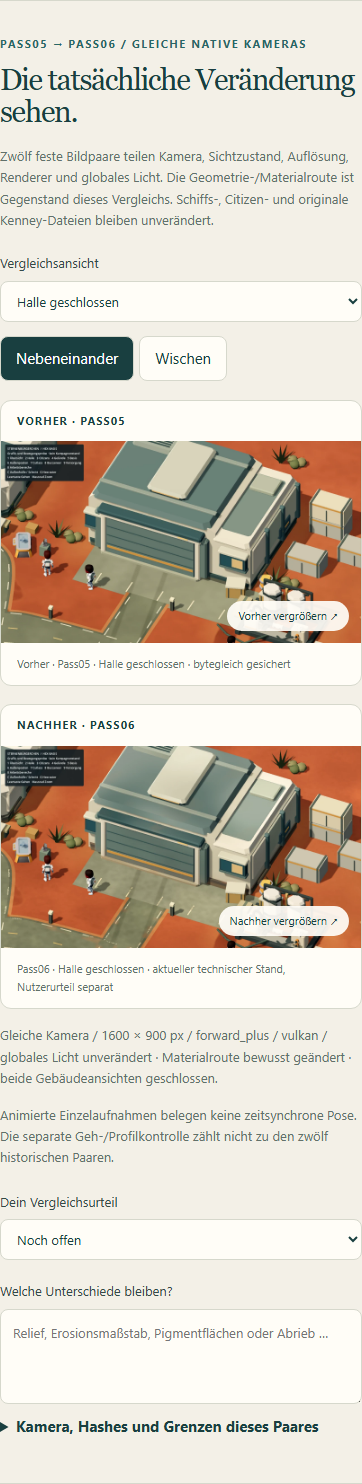 PASS05 → PASS06 / GLEICHE NATIVE KAMERAS
Die tatsächliche Veränderung
sehen.
Zwölf feste Bildpaare teilen Kamera, Sichtzustand, Auflösung,
Renderer und globales Licht. Die Geometrie-/Materialroute ist
Gegenstand dieses Vergleichs. Schiffs-, Citizen- und originale
Kenney-Dateien bleiben unverändert.
Vergleichsansicht
Halle geschlossen
Nebeneinander
Wischen
VORHER · PASS05
Vorher vergrößern ↗
Vorher · Pass05 · Halle geschlossen · bytegleich gesichert
NACHHER · PASS06
Nachher vergrößern ↗
Pass06 · Halle geschlossen · aktueller technischer Stand,
Nutzerurteil separat
Gleiche Kamera / 1600 × 900 px / forward_plus / vulkan /
globales Licht unverändert · Materialroute bewusst geändert ·
beide Gebäudeansichten geschlossen.
Animierte Einzelaufnahmen belegen keine zeitsynchrone Pose.
Die separate Geh-/Profilkontrolle zählt nicht zu den zwölf
historischen Paaren.
Dein Vergleichsurteil
Noch offen
Welche Unterschiede bleiben?
Relief, Erosionsmaßstab, Pigmentflächen oder Abrieb ...
▶ Kamera, Hashes und Grenzen dieses Paares